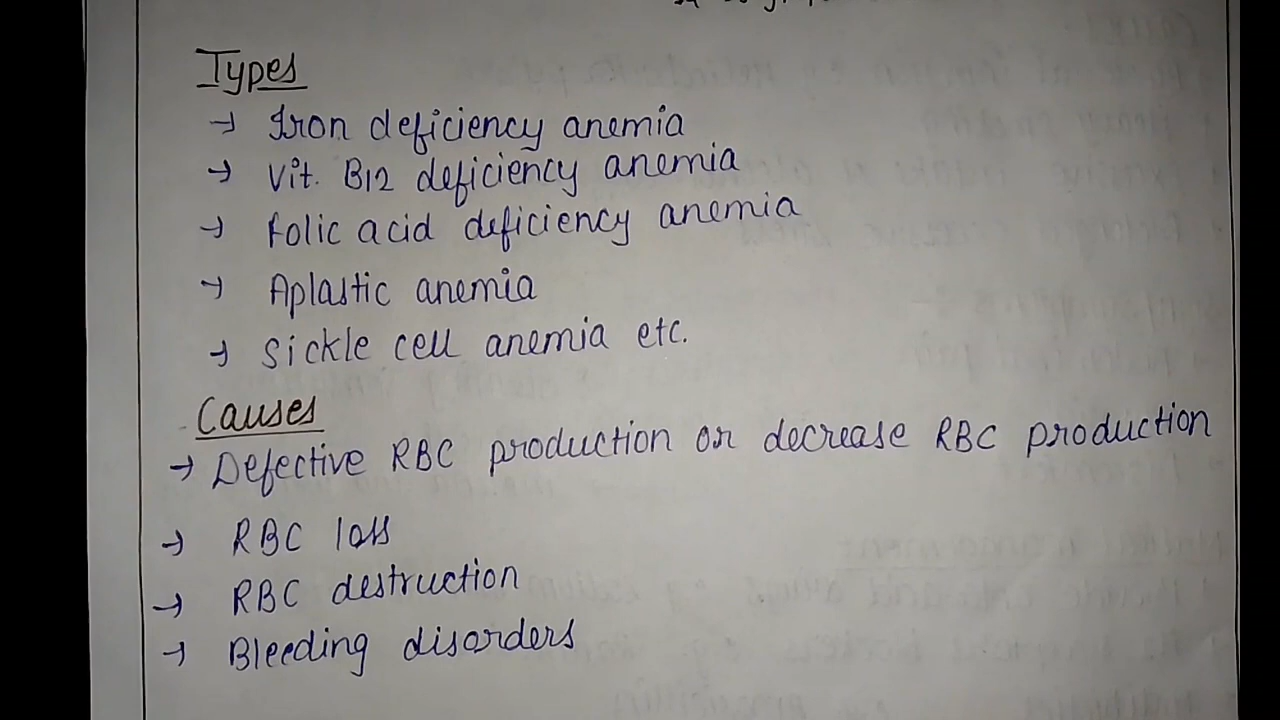 Types
→ Iron deficiency anemia
→ Vit. B12 deficiency anemia
→ folic acid deficiency anemia
→ Aplastic anemia
→ Sickle cell anemia etc.
Causes
→ Defective RBC production or decrease RBC production
→ RBC loss
→ RBC destruction
→ Bleeding disorders